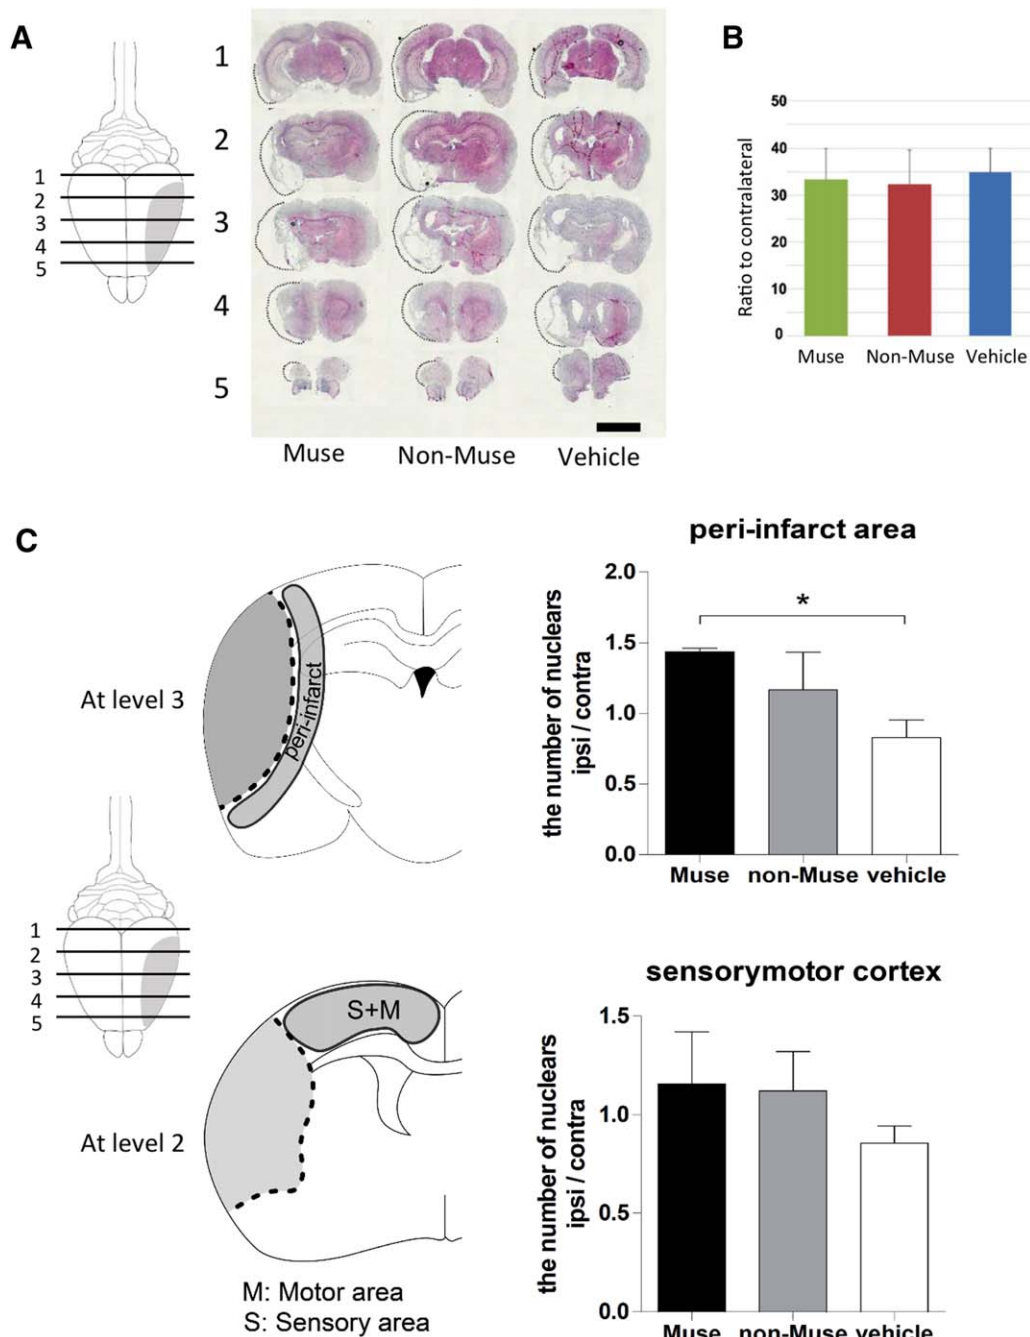 A
1
2
3
4
5
1
2
3
4
5
Muse Non-Muse Vehicle
B
Ratio to contralateral
50
40
30
20
10
0
Muse Non-Muse Vehicle
C
At level 3
peri-infarct
peri-infarct area
the number of nuclears
ipsi / contra
2.0
1.5
1.0
0.5
0.0
*
Muse non-Muse vehicle
1
2
3
4
5
At level 2
S+M
M: Motor area
S: Sensory area
sensorymotor cortex
the number of nuclears
ipsi / contra
1.5
1.0
0.5
0.0
Muse non-Muse vehicle